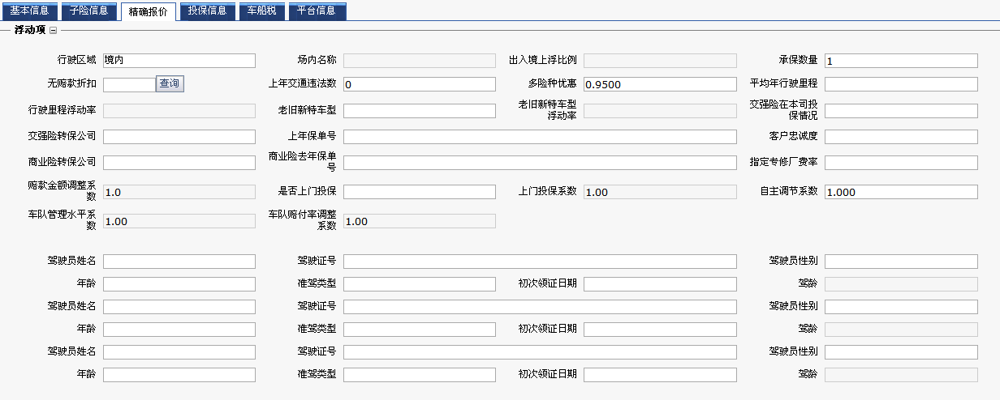 基本信息 子险信息 精确报价 投保信息 车船税 平台信息
浮动项
行驶区域 境内 场内名称 出入境上浮比例 承保数量 1
无赔款折扣 查询 上年交通违法数 0 多险种优惠 0.9500 平均年行驶里程
行驶里程浮动率 老旧新特车型 老旧新特车型
浮动率 交强险在本司投
保情况
交强险转保公司 上年保单号 客户忠诚度
商业险转保公司 商业险去年保单
号 指定专修厂费率
赔款金额调整系
数 1.0 是否上门投保 上门投保系数 1.00 自主调节系数 1.000
车队管理水平系
数 1.00 车队赔付率调整
系数 1.00
驾驶员姓名 驾驶证号 驾驶员性别
年龄 准驾类型 初次领证日期 驾龄
驾驶员姓名 驾驶证号 驾驶员性别
年龄 准驾类型 初次领证日期 驾龄
驾驶员姓名 驾驶证号 驾驶员性别
年龄 准驾类型 初次领证日期 驾龄